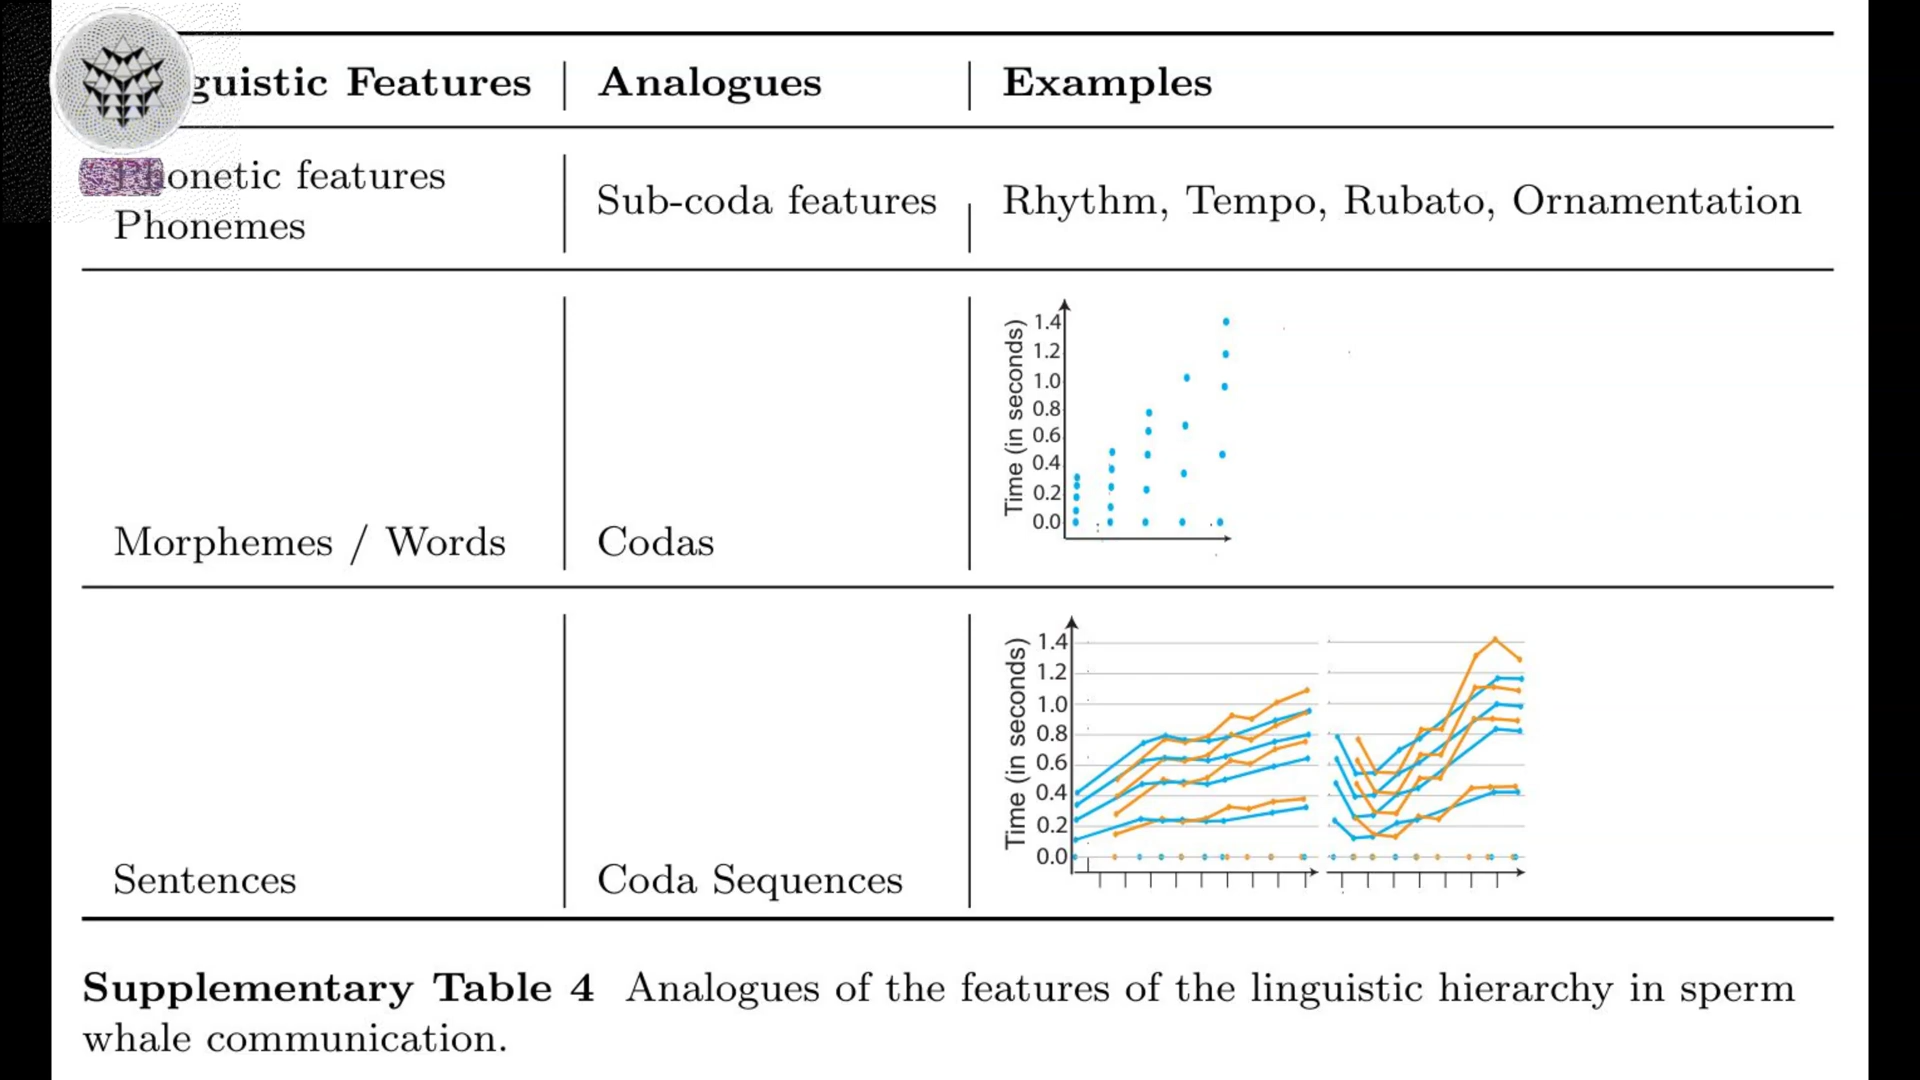 guistic Features | Analogues | Examples
Phonetic features
Phonemes
Sub-coda features
Rhythm, Tempo, Rubato, Ornamentation
Morphemes / Words
Codas
Time (in seconds)
1.4
1.2
1.0
0.8
0.6
0.4
0.2
0.0
Sentences
Coda Sequences
Time (in seconds)
1.4
1.2
1.0
0.8
0.6
0.4
0.2
0.0
Supplementary Table 4 Analogues of the features of the linguistic hierarchy in sperm
whale communication.